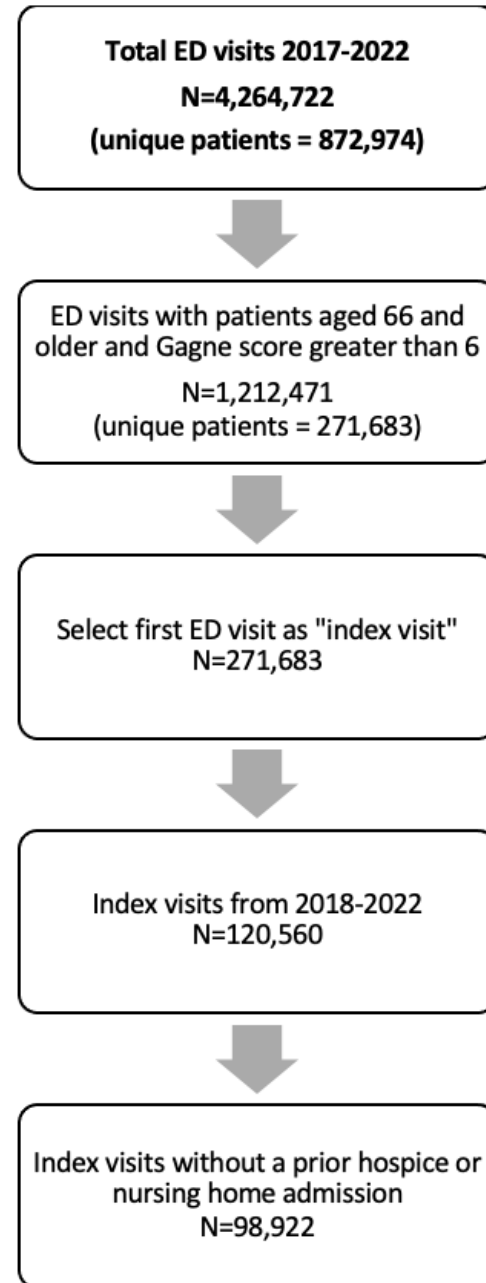 Total ED visits 2017-2022
N=4,264,722
(unique patients = 872,974)
ED visits with patients aged 66 and
older and Gagne score greater than 6
N=1,212,471
(unique patients = 271,683)
Select first ED visit as "index visit"
N=271,683
Index visits from 2018-2022
N=120,560
Index visits without a prior hospice or
nursing home admission
N=98,922